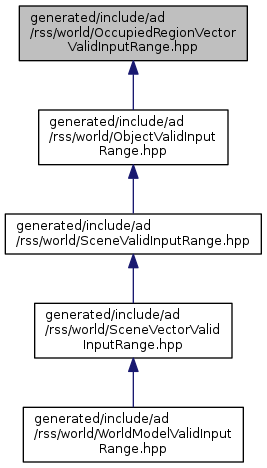 generated/include/ad
/rss/world/OccupiedRegionVector
ValidInputRange.hpp
generated/include/ad
/rss/world/ObjectValidInput
Range.hpp
generated/include/ad
/rss/world/SceneValidInputRange.hpp
generated/include/ad
/rss/world/SceneVectorValid
InputRange.hpp
generated/include/ad
/rss/world/WorldModelValidInput
Range.hpp